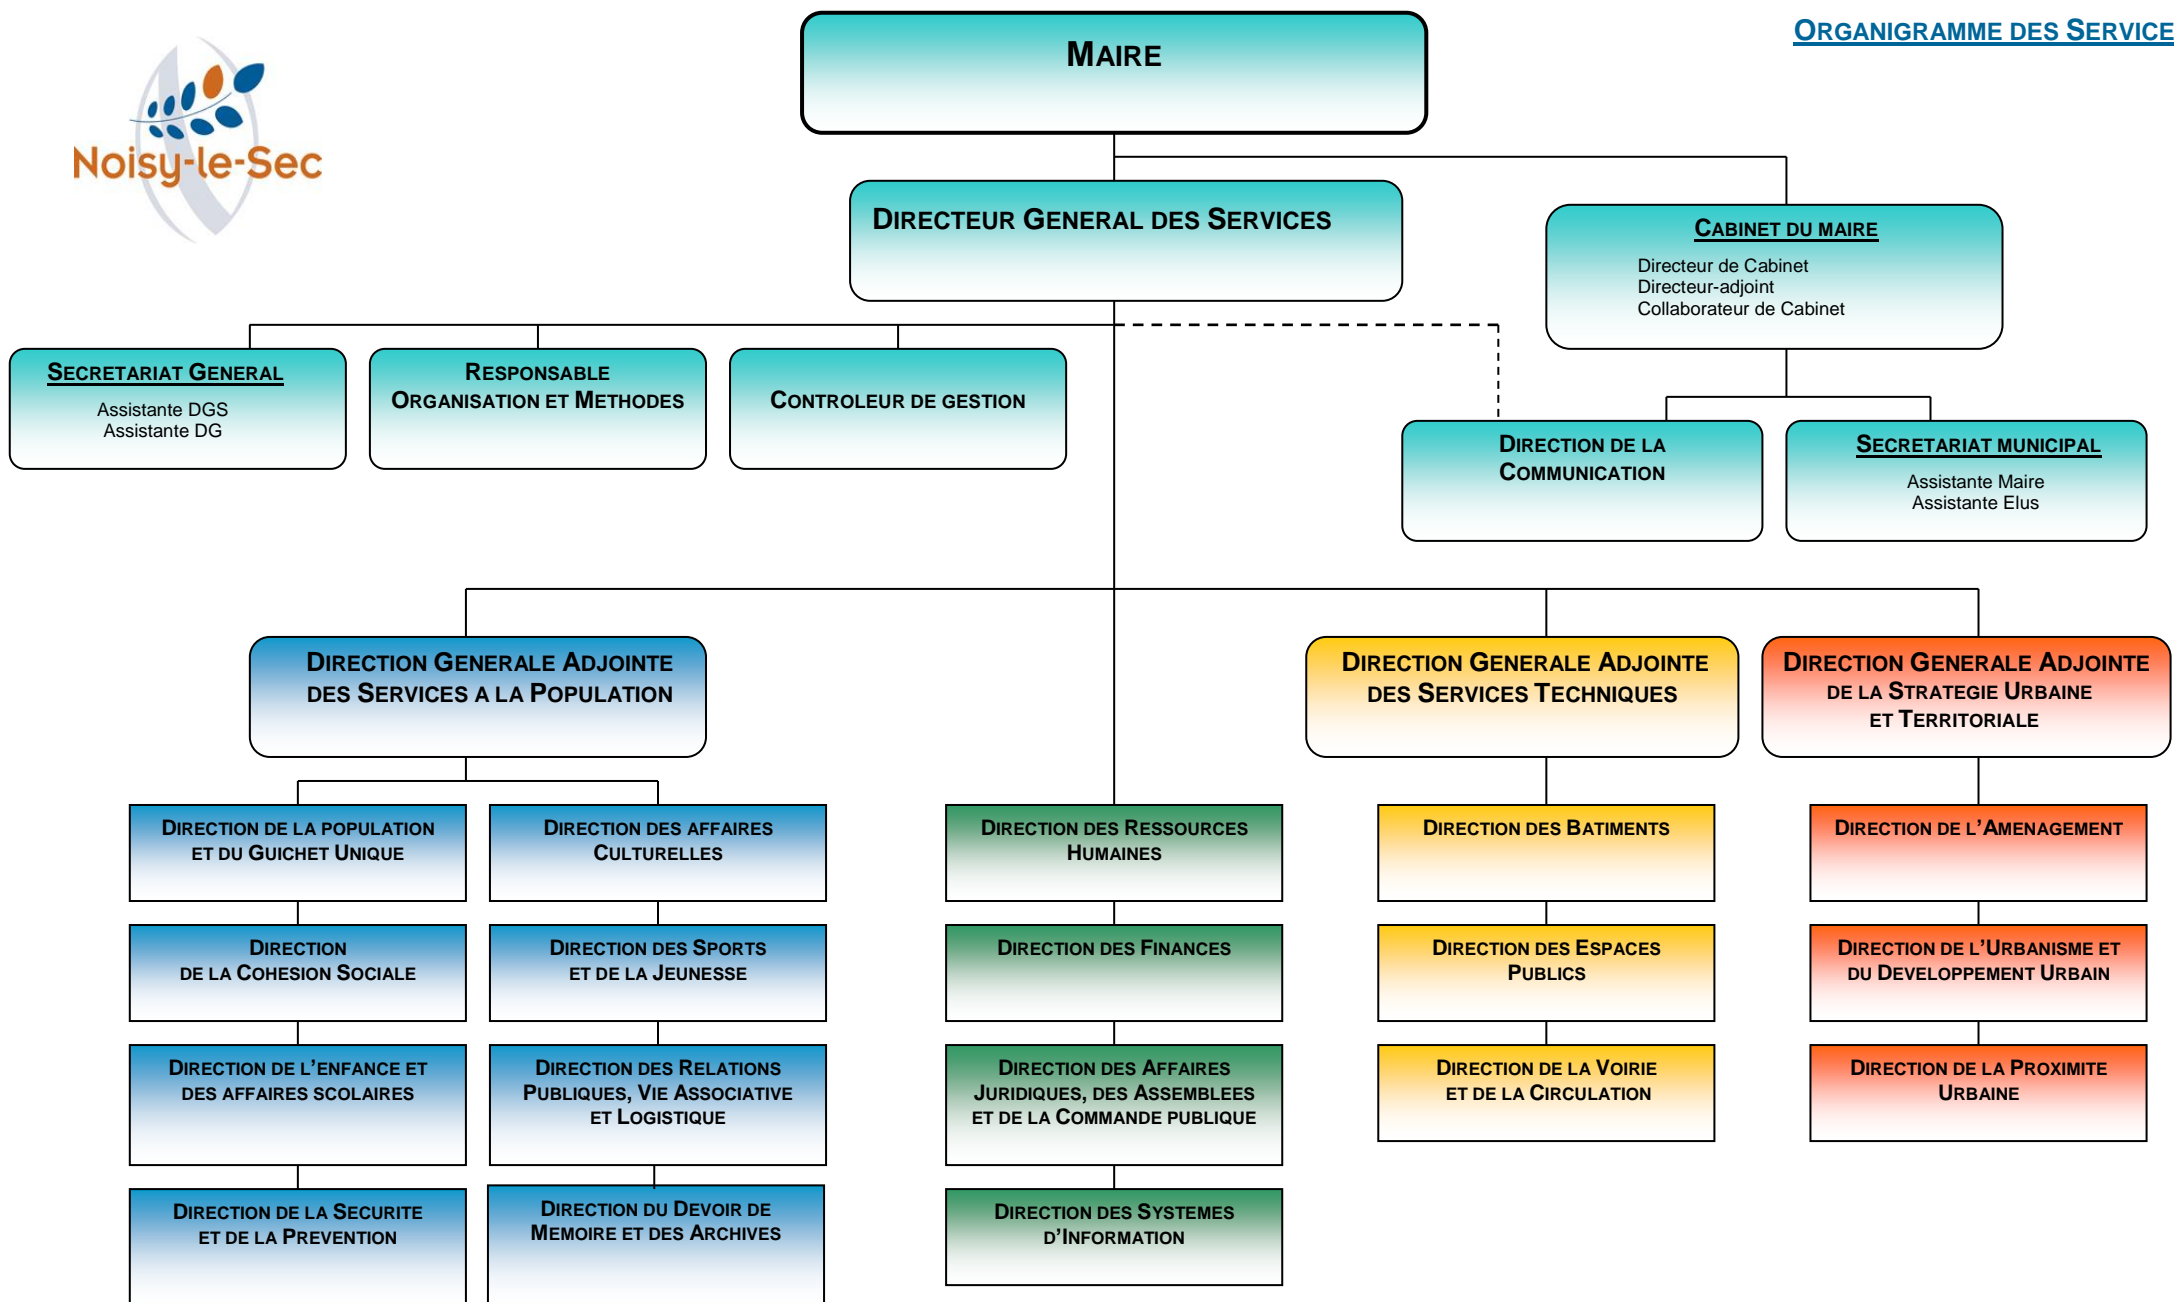 ORGANIGRAMME DES SERVICE
Noisy-le-Sec
MAIRE
DIRECTEUR GENERAL DES SERVICES
CABINET DU MAIRE
Directeur de Cabinet
Directeur-adjoint
Collaborateur de Cabinet
SECRETARIAT GENERAL
Assistante DGS
Assistante DG
RESPONSABLE
ORGANISATION ET METHODES
CONTROLEUR DE GESTION
DIRECTION DE LA
COMMUNICATION
SECRETARIAT MUNICIPAL
Assistante Maire
Assistante Elus
DIRECTION GENERALE ADJOINTE
DES SERVICES A LA POPULATION
DIRECTION GENERALE ADJOINTE
DES SERVICES TECHNIQUES
DIRECTION GENERALE ADJOINTE
DE LA STRATEGIE URBAINE
ET TERRITORIALE
DIRECTION DE LA POPULATION
ET DU GUICHET UNIQUE
DIRECTION DES AFFAIRES
CULTURELLES
DIRECTION DES RESSOURCES
HUMAINES
DIRECTION DES BATIMENTS
DIRECTION DE L’AMENAGEMENT
DIRECTION
DE LA COHESION SOCIALE
DIRECTION DES SPORTS
ET DE LA JEUNESSE
DIRECTION DES FINANCES
DIRECTION DES ESPACES
PUBLICS
DIRECTION DE L’URBANISME ET
DU DEVELOPPEMENT URBAIN
DIRECTION DE L’ENFANCE ET
DES AFFAIRES SCOLAIRES
DIRECTION DES RELATIONS
PUBLIQUES, VIE ASSOCIATIVE
ET LOGISTIQUE
DIRECTION DES AFFAIRES
JURIDIQUES, DES ASSEMBLEES
ET DE LA COMMANDE PUBLIQUE
DIRECTION DE LA VOIRIE
ET DE LA CIRCULATION
DIRECTION DE LA PROXIMITE
URBAINE
DIRECTION DE LA SECURITE
ET DE LA PREVENTION
DIRECTION DU DEVOIR DE
MEMOIRE ET DES ARCHIVES
DIRECTION DES SYSTEMES
D’INFORMATION